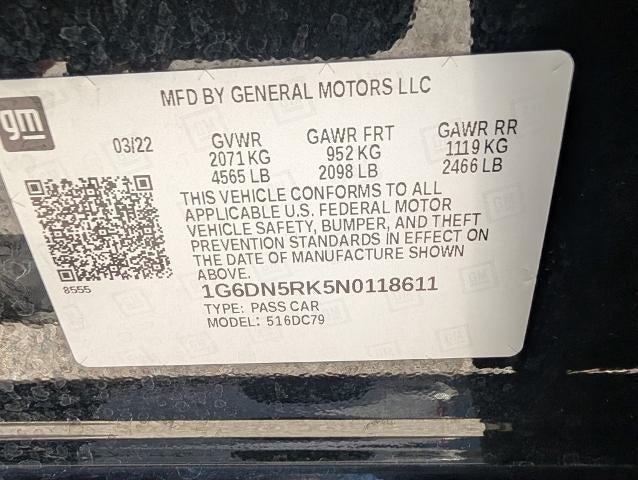 MFD BY GENERAL MOTORS LLC
gm
03/22 GVWR GAWR FRT GAWR RR
2071 KG 952 KG 1119 KG
4565 LB 2098 LB 2466 LB
THIS VEHICLE CONFORMS TO ALL
APPLICABLE U.S. FEDERAL MOTOR
VEHICLE SAFETY, BUMPER, AND THEFT
PREVENTION STANDARDS IN EFFECT ON
THE DATE OF MANUFACTURE SHOWN
ABOVE.
8555
1G6DN5RK5N0118611
TYPE: PASS CAR
MODEL: 516DC79